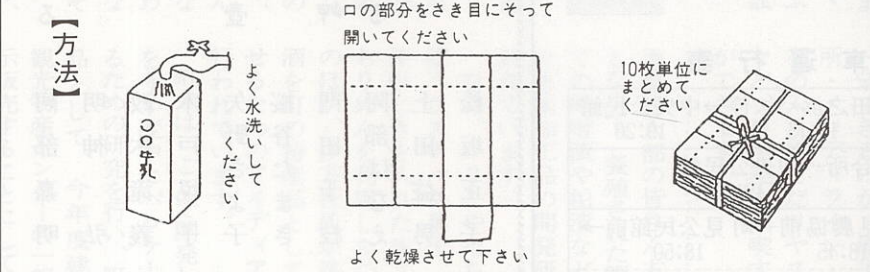 【方法】
よく水洗いして
ください
〇〇牛乳
口の部分をさき目にそって
開いてください
よく乾燥させて下さい
10枚単位に
まとめて
ください